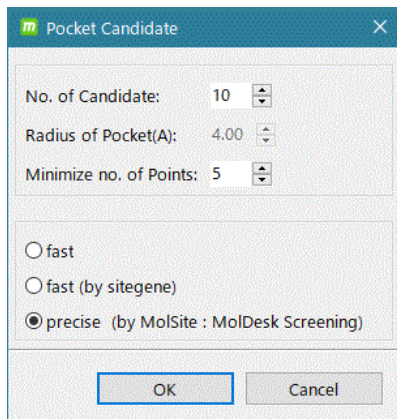 m Pocket Candidate
No. of Candidate: 10
Radius of Pocket(A): 4.00
Minimize no. of Points: 5
fast
fast (by sitegene)
precise (by MolSite : MolDesk Screening)
OK Cancel